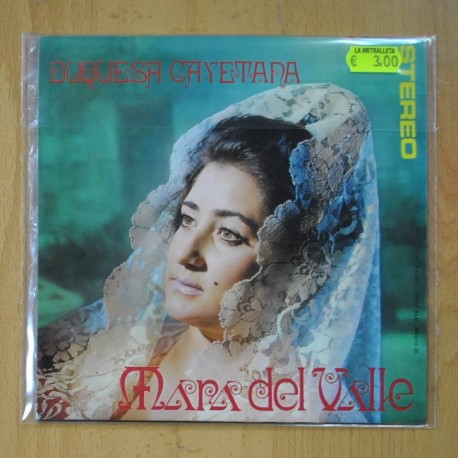 DUQUESA CAYETANA
LA METRALLETA
€ 3.00
STEREO
Mara del Valle